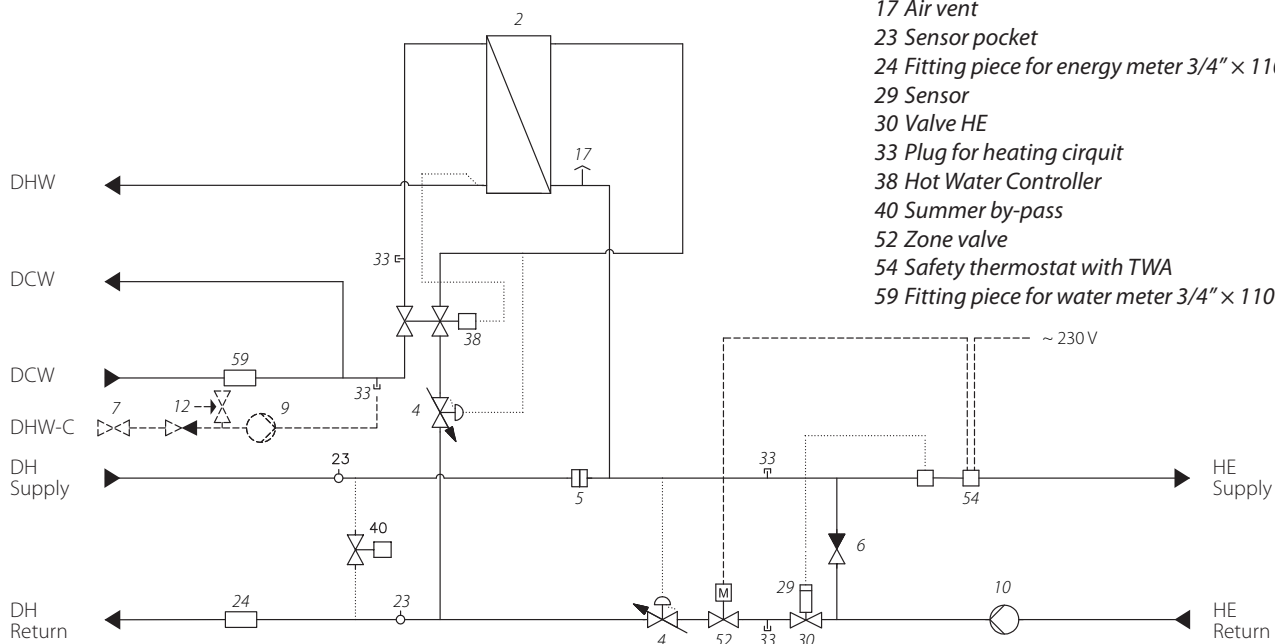 17 Air vent
23 Sensor pocket
24 Fitting piece for energy meter 3/4" × 110
29 Sensor
30 Valve HE
33 Plug for heating cirquit
38 Hot Water Controller
40 Summer by-pass
52 Zone valve
54 Safety thermostat with TWA
59 Fitting piece for water meter 3/4" × 110
2
17
DHW
33
DCW
38
~ 230 V
59
DCW
33
7
12
9
4
DHW-C
DH
Supply
23
5
33
54
HE
Supply
40
6
29
M
10
24
23
DH
Return
4
52
33
30
HE
Return